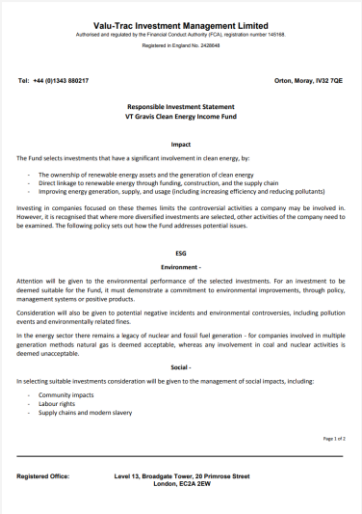 Valu-Trac Investment Management Limited
Authorised and regulated by the Financial Conduct Authority (FCA), registration number 145168.
Registered in England No. 2428648
Tel: +44 (0)1343 880217 Orton, Moray, IV32 7QE
Responsible Investment Statement
VT Gravis Clean Energy Income Fund
Impact
The Fund selects investments that have a significant involvement in clean energy, by:
- The ownership of renewable energy assets and the generation of clean energy
- Direct linkage to renewable energy through funding, construction, and the supply chain
- Improving energy generation, supply, and usage (including increasing efficiency and reducing pollutants)
Investing in companies focused on these themes limits the controversial activities a company may be involved in.
However, it is recognised that where more diversified investments are selected, other activities of the company need to
be examined. The following policy sets out how the Fund addresses potential issues.
ESG
Environment -
Attention will be given to the environmental performance of the selected investments. For an investment to be
deemed suitable for the Fund, it must demonstrate a commitment to environmental improvements, through policy,
management systems or positive products.
Consideration will also be given to potential negative incidents and environmental controversies, including pollution
events and environmentally related fines.
In the energy sector there remains a legacy of nuclear and fossil fuel generation - for companies involved in multiple
generation methods natural gas is deemed acceptable, whereas any involvement in coal and nuclear activities is
deemed unacceptable.
Social -
In selecting suitable investments consideration will be given to the management of social impacts, including:
- Community impacts
- Labour rights
- Supply chains and modern slavery
Page 1 of 2
Registered Office: Level 13, Broadgate Tower, 20 Primrose Street
London, EC2A 2EW